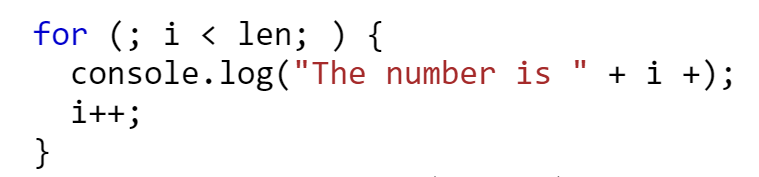 for (; i < len; ) {
  console.log("The number is " + i +);
  i++;
}